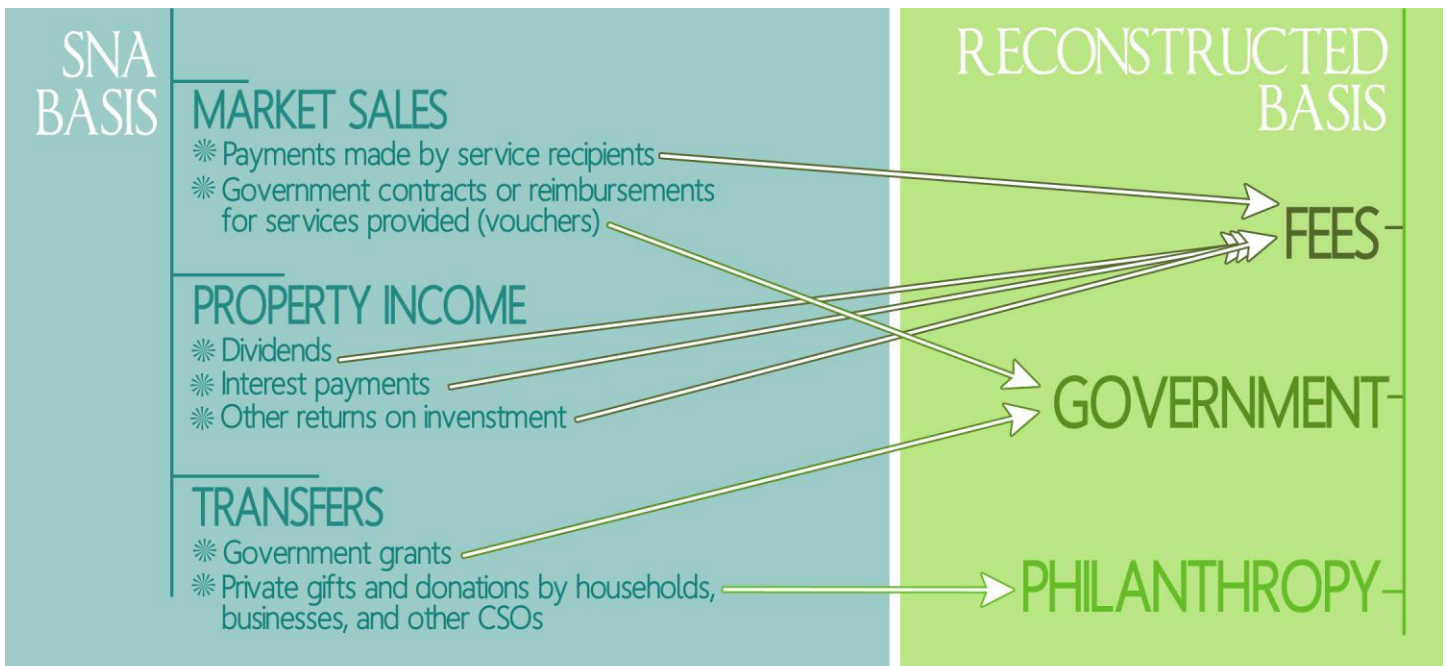 SNA
BASIS
MARKET SALES
Payments made by service recipients
Government contracts or reimbursements
for services provided (vouchers)
PROPERTY INCOME
Dividends
Interest payments
Other returns on invenstment
TRANSFERS
Government grants
Private gifts and donations by households,
businesses, and other CSOs
RECONSTRUCTED
BASIS
FEES
GOVERNMENT
PHILANTHROPY